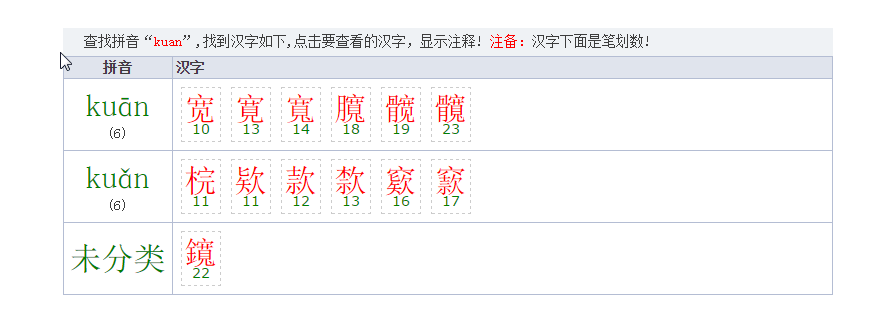 查找拼音“kuan”,找到汉字如下,点击要查看的汉字，显示注释! 注备：汉字下面是笔划数!
拼音 汉字
kuān 宽 寛 寬 臗 髋 髖
(6) 10 13 14 18 19 23
kuǎn 梡 欵 款 歀 窽 窾
(6) 11 11 12 13 16 17
未分类 鑧
22